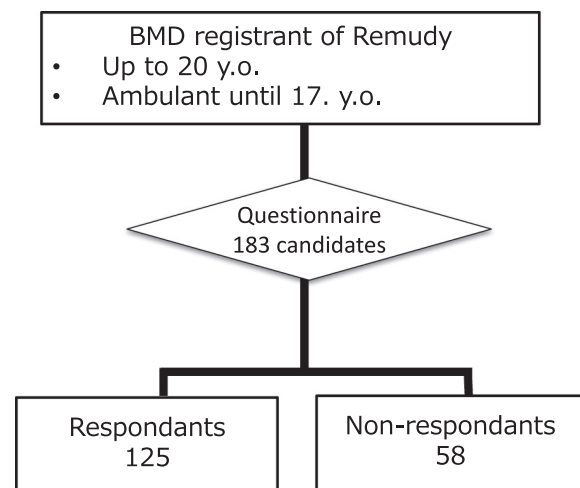 BMD registrant of Remudy
• Up to 20 y.o.
• Ambulant until 17. y.o.
Questionnaire
183 candidates
Respondants
125
Non-respondants
58